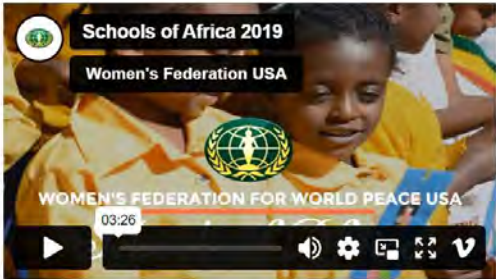 Schools of Africa 2019
Women's Federation USA
WOMEN'S FEDERATION FOR WORLD PEACE USA
03:26